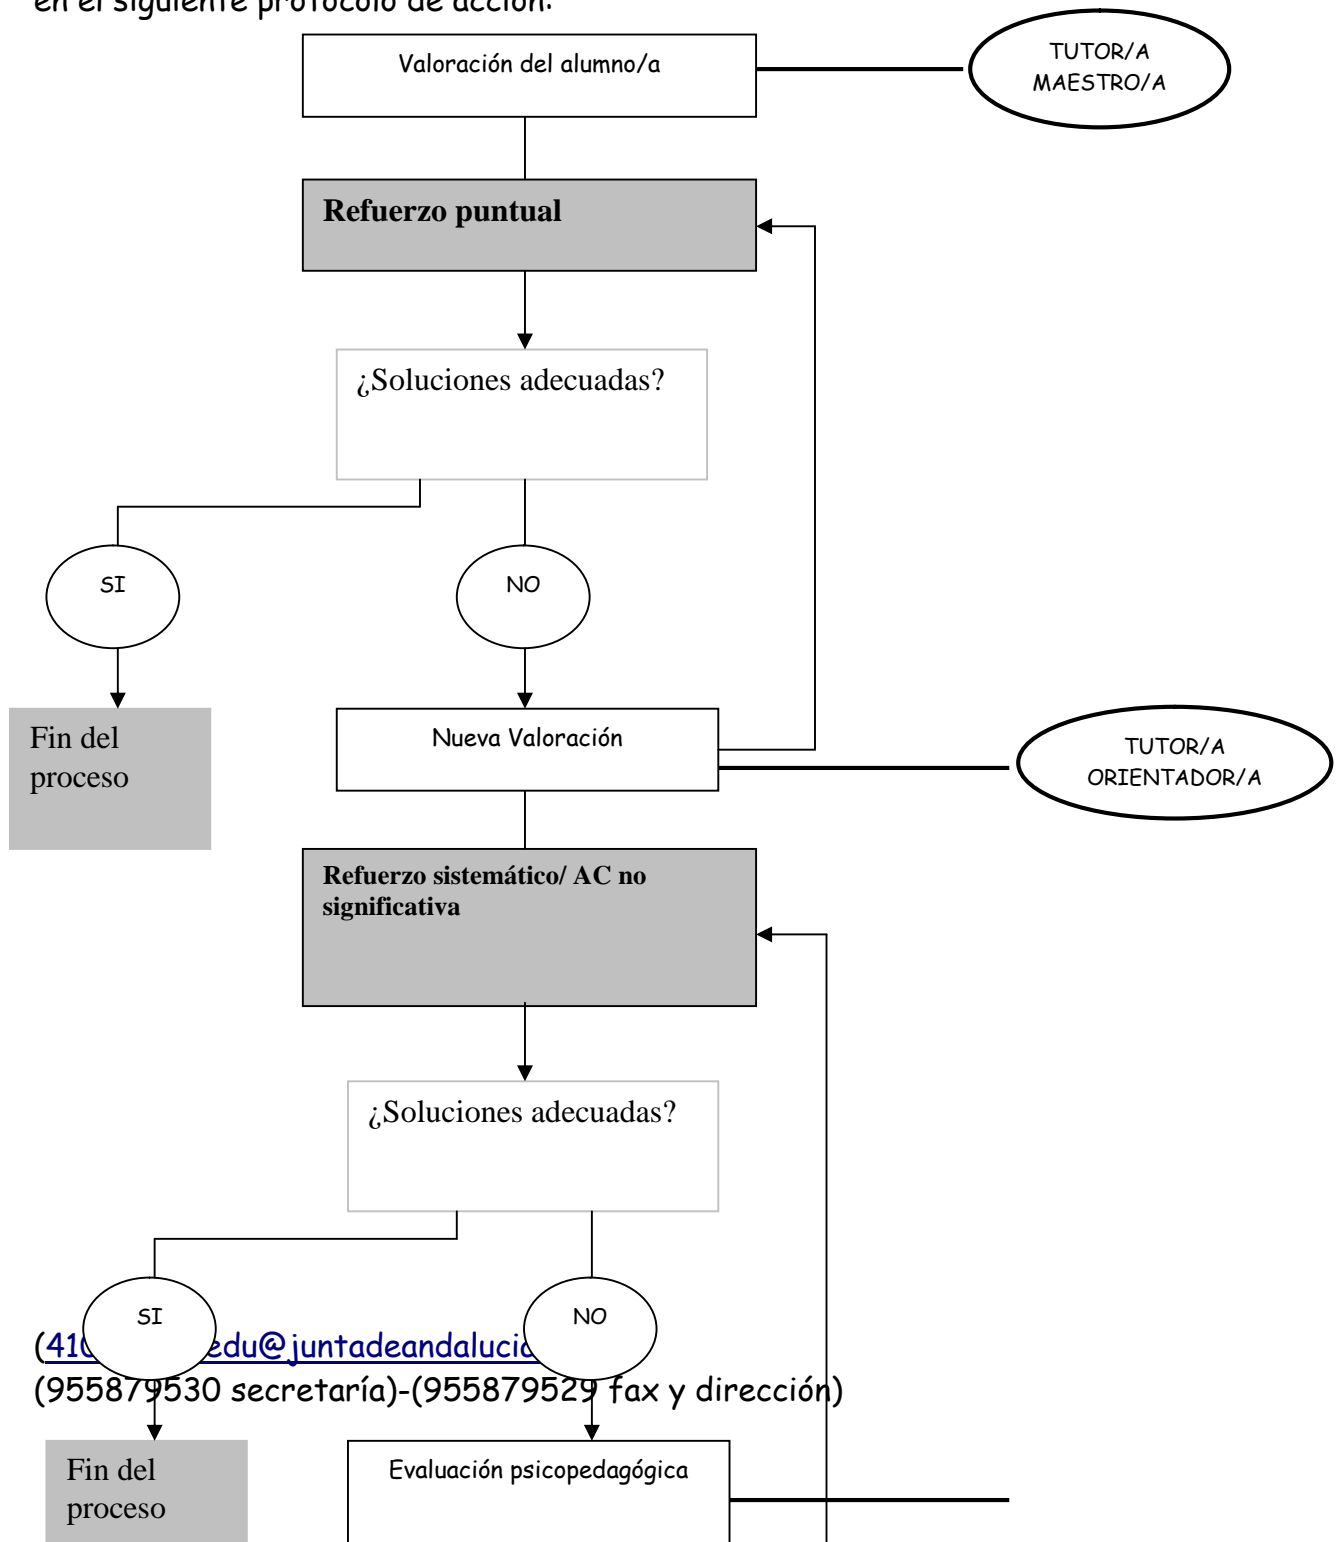 en el siguiente protocolo de acción:
Valoración del alumno/a
TUTOR/A
MAESTRO/A
Refuerzo puntual
¿Soluciones adecuadas?
SI
NO
Fin del
proceso
Nueva Valoración
TUTOR/A
ORIENTADOR/A
Refuerzo sistemático/ AC no
significativa
¿Soluciones adecuadas?
SI
NO
edu@juntadeandalucia
(955879530 secretaría)-(955879529 fax y dirección)
Fin del
proceso
Evaluación psicopedagógica